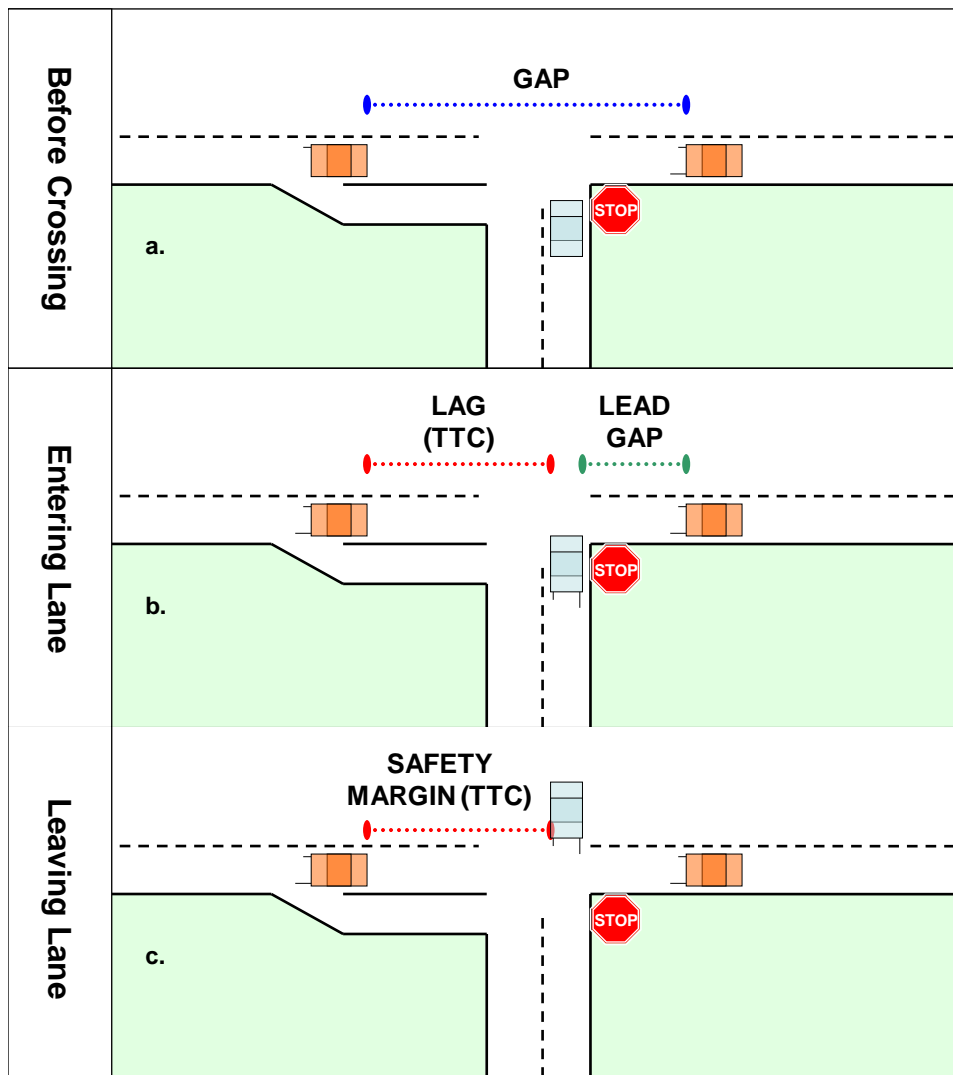 Before Crossing
GAP
STOP
a.
Entering Lane
LAG
(TTC)
LEAD
GAP
STOP
b.
Leaving Lane
SAFETY
MARGIN (TTC)
STOP
c.